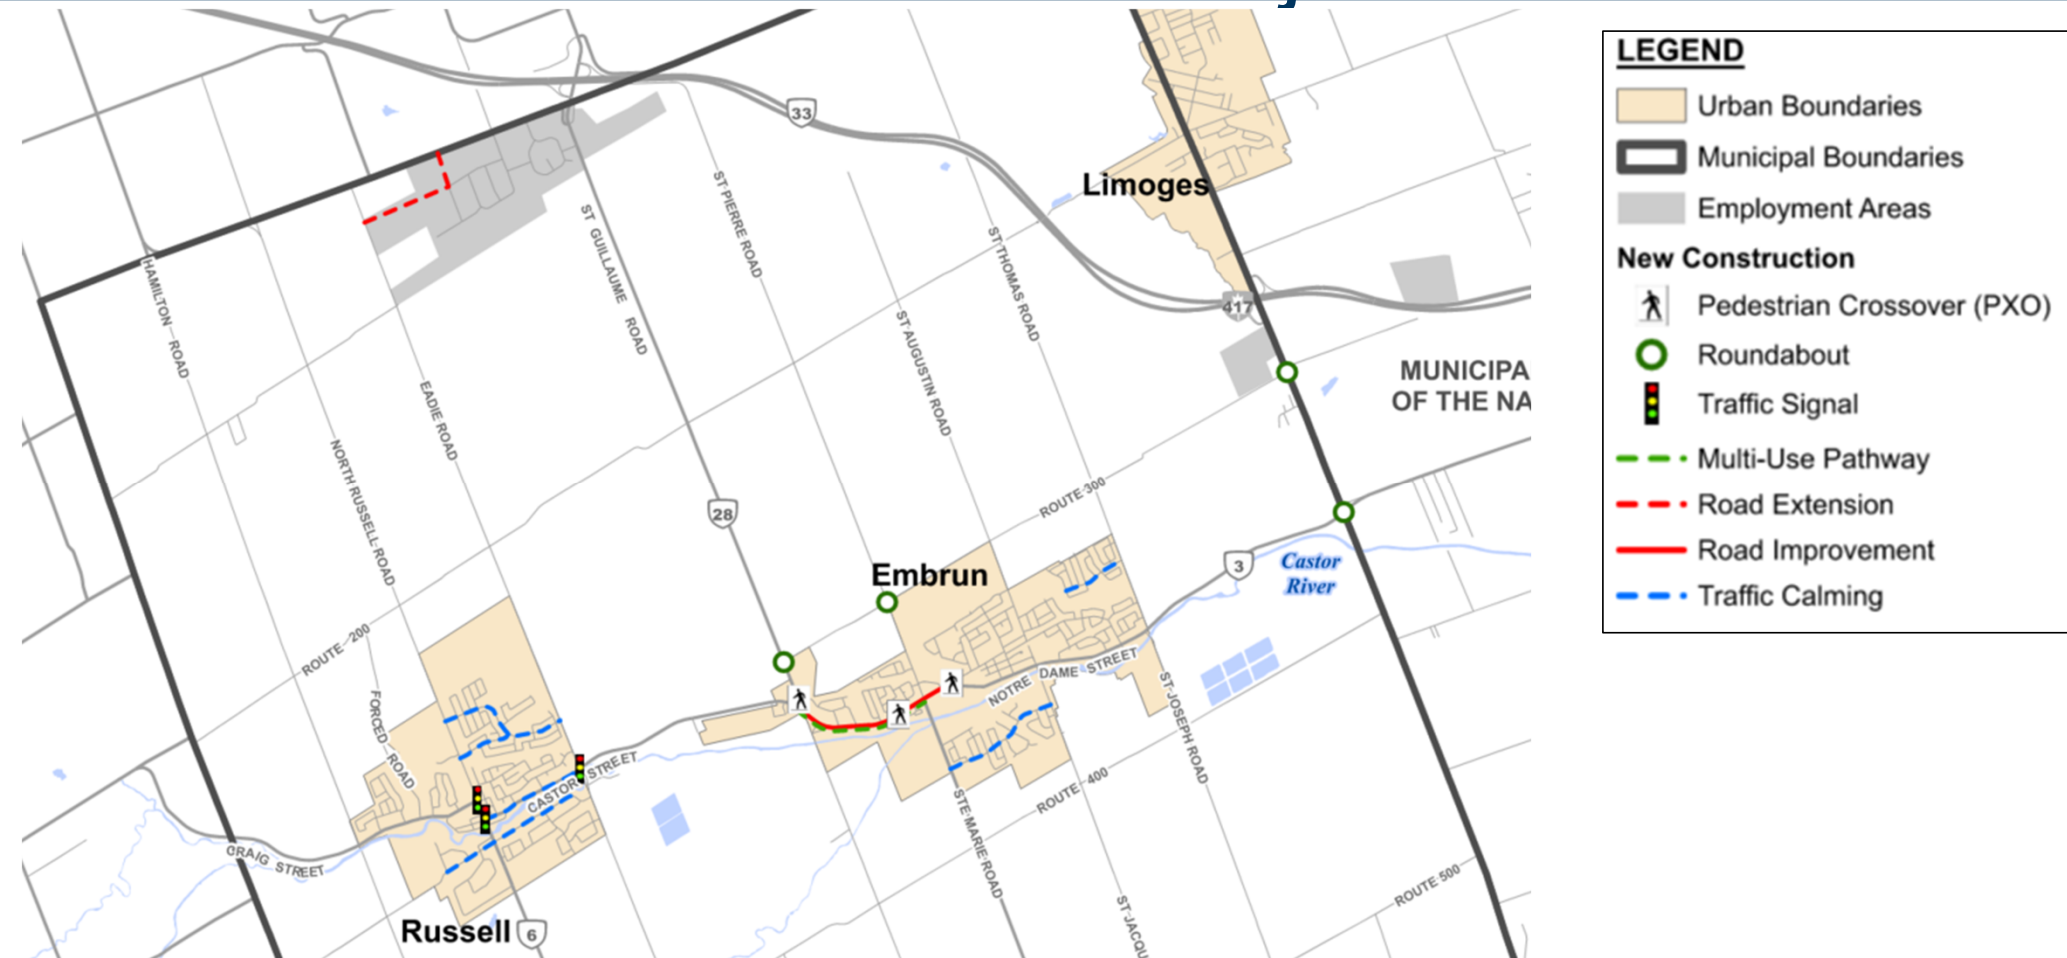 33
Limoges
417
HAMILTON ROAD
ST GUILLAUME ROAD
ST PIERRE ROAD
ST THOMAS ROAD
ST AUGUSTIN ROAD
EADIE ROAD
NORTH RUSSELL ROAD
MUNICIPA
OF THE NA
28
ROUTE 300
Embrun
3
Castor
River
ROUTE 200
FORCED ROAD
NOTRE DAME STREET
ST JOSEPH ROAD
CASTOR STREET
ROUTE 400
STE MARIE ROAD
CRAIG STREET
ROUTE 500
ST JACQU
Russell
6
LEGEND
Urban Boundaries
Municipal Boundaries
Employment Areas
New Construction
Pedestrian Crossover (PXO)
Roundabout
Traffic Signal
Multi-Use Pathway
Road Extension
Road Improvement
Traffic Calming